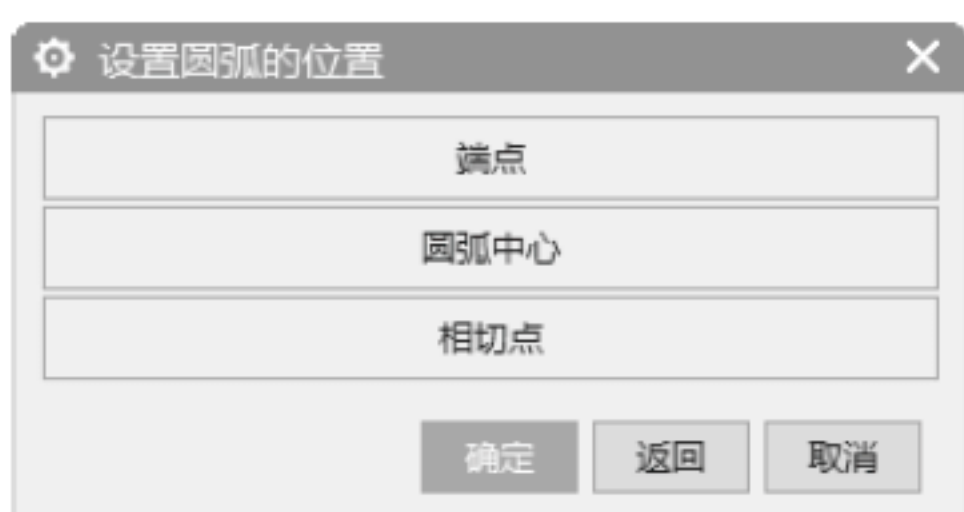 设置圆弧的位置
端点
圆弧中心
相切点
确定 返回 取消